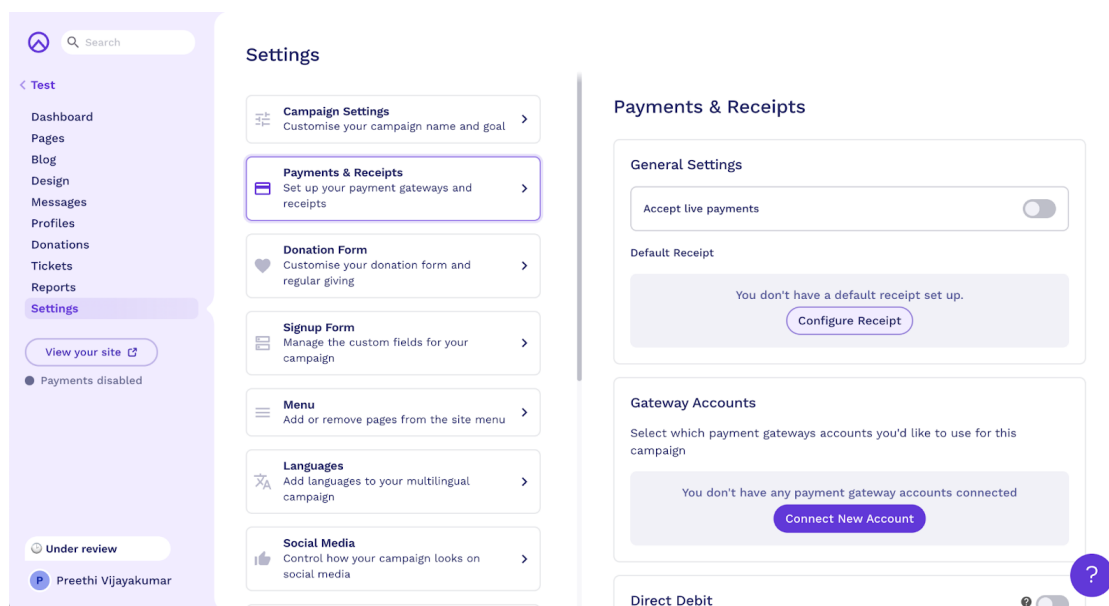 Search
Test
Dashboard
Pages
Blog
Design
Messages
Profiles
Donations
Tickets
Reports
Settings
View your site
Payments disabled
Under review
P
Preethi Vijayakumar
Settings
Campaign Settings
Customise your campaign name and goal
Payments & Receipts
Set up your payment gateways and
receipts
Donation Form
Customise your donation form and
regular giving
Signup Form
Manage the custom fields for your
campaign
Menu
Add or remove pages from the site menu
Languages
Add languages to your multilingual
campaign
Social Media
Control how your campaign looks on
social media
Payments & Receipts
General Settings
Accept live payments
Default Receipt
You don't have a default receipt set up.
Configure Receipt
Gateway Accounts
Select which payment gateways accounts you'd like to use for this
campaign
You don't have any payment gateway accounts connected
Connect New Account
Direct Debit
?
?